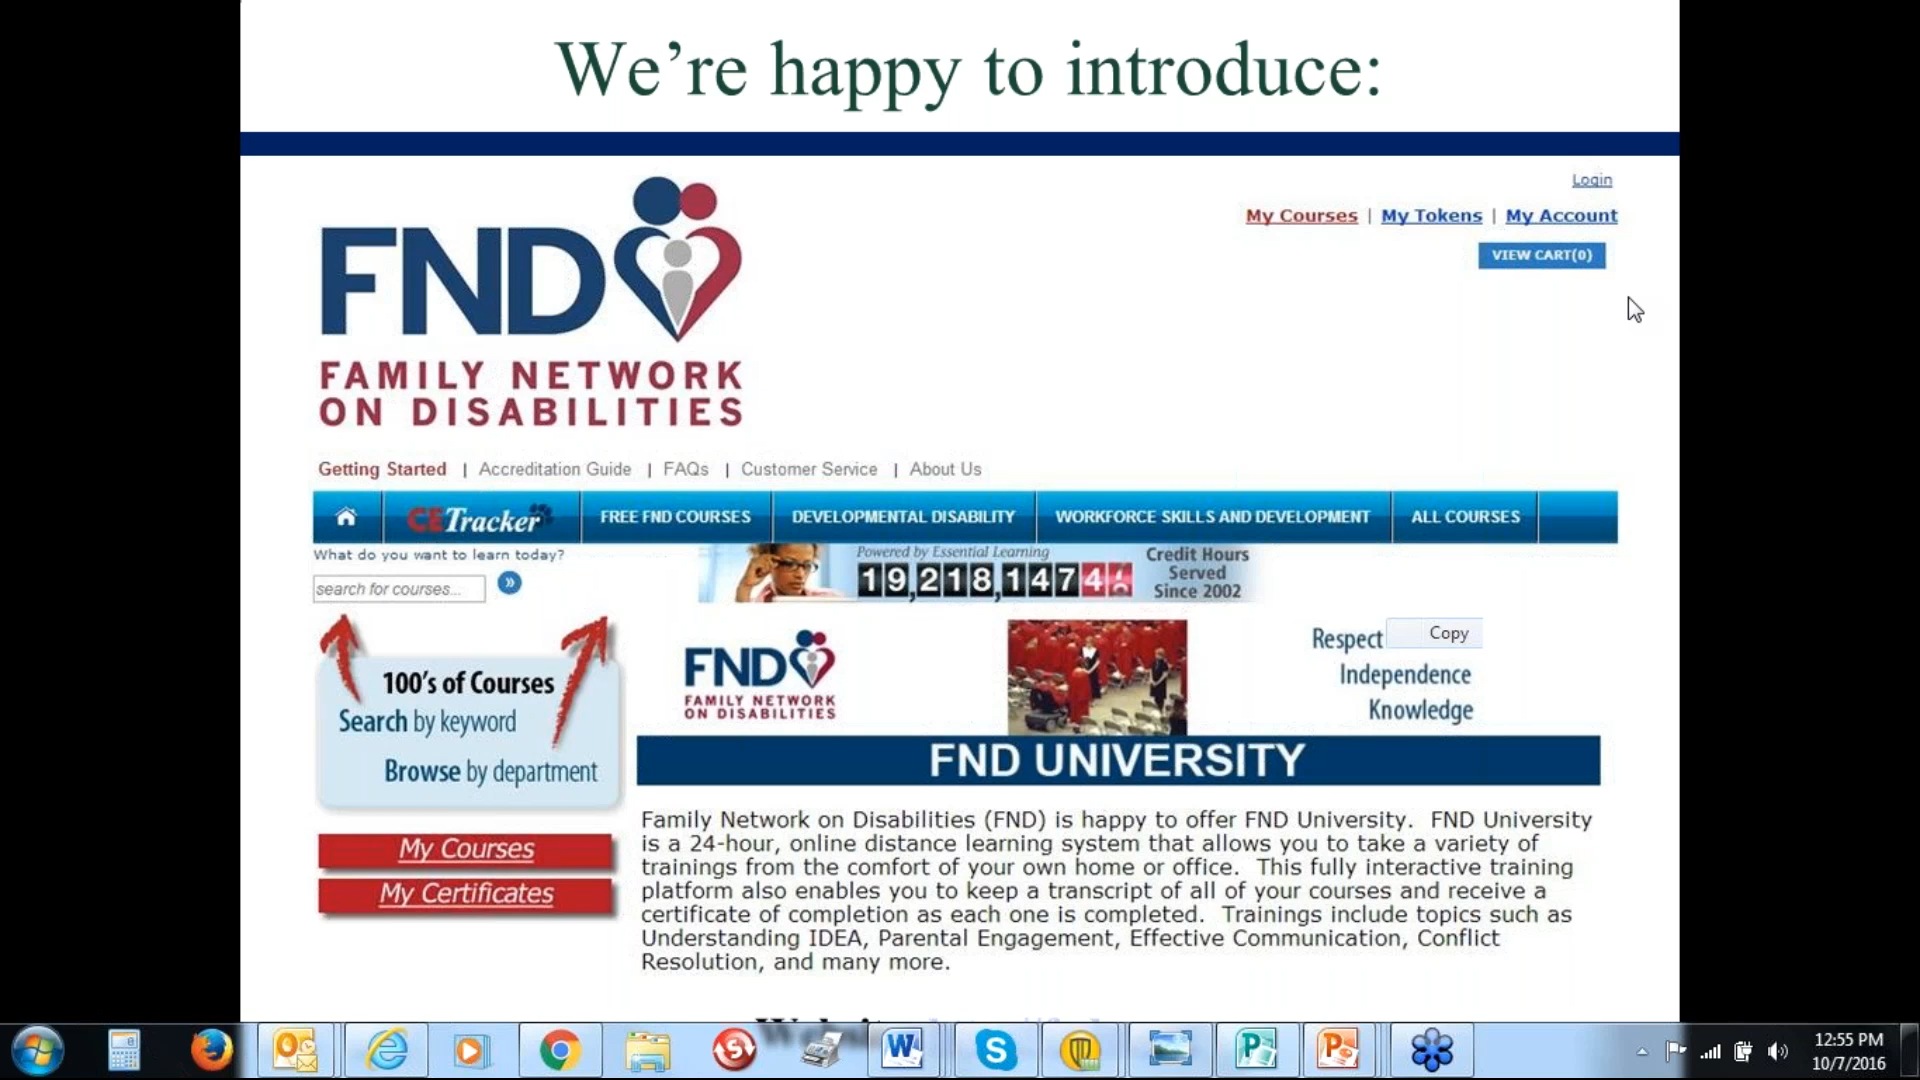 We’re happy to introduce:
Login
My Courses | My Tokens | My Account
VIEW CART(0)
FND
FAMILY NETWORK
ON DISABILITIES
Getting Started | Accreditation Guide | FAQs | Customer Service | About Us
CETracker FREE FND COURSES DEVELOPMENTAL DISABILITY WORKFORCE SKILLS AND DEVELOPMENT ALL COURSES
What do you want to learn today?
search for courses...
Powered by Essential Learning
19,218,1474
Credit Hours
Served
Since 2002
100's of Courses
Search by keyword
Browse by department
My Courses
My Certificates
FND
FAMILY NETWORK
ON DISABILITIES
Respect
Copy
Independence
Knowledge
FND UNIVERSITY
Family Network on Disabilities (FND) is happy to offer FND University. FND University
is a 24-hour, online distance learning system that allows you to take a variety of
trainings from the comfort of your own home or office. This fully interactive training
platform also enables you to keep a transcript of all of your courses and receive a
certificate of completion as each one is completed. Trainings include topics such as
Understanding IDEA, Parental Engagement, Effective Communication, Conflict
Resolution, and many more.
12:55 PM
10/7/2016